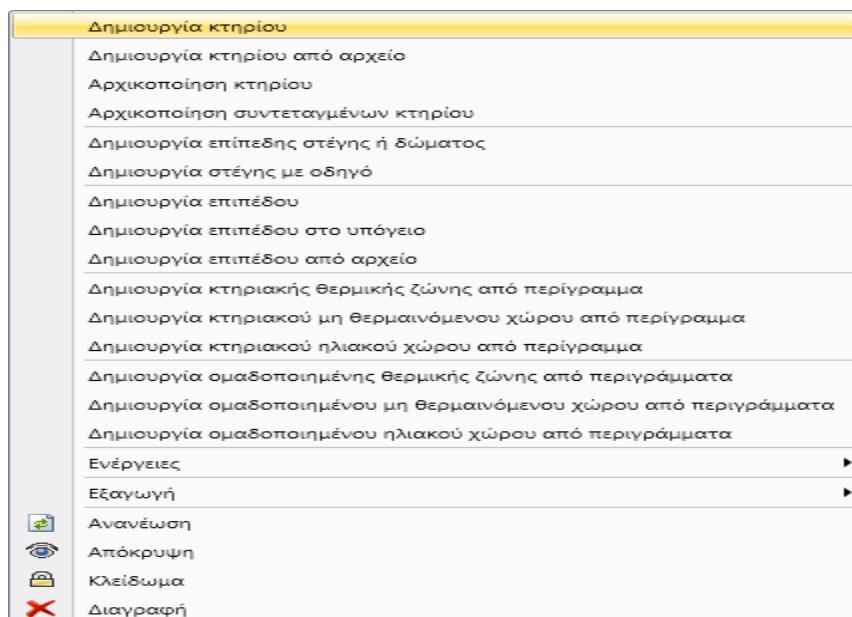 Δημιουργία κτηρίου
Δημιουργία κτηρίου από αρχείο
Αρχικοποίηση κτηρίου
Αρχικοποίηση συντεταγμένων κτηρίου
Δημιουργία επίπεδης στέγης ή δώματος
Δημιουργία στέγης με οδηγό
Δημιουργία επιπέδου
Δημιουργία επιπέδου στο υπόγειο
Δημιουργία επιπέδου από αρχείο
Δημιουργία κτηριακής θερμικής ζώνης από περίγραμμα
Δημιουργία κτηριακού μη θερμαινόμενου χώρου από περίγραμμα
Δημιουργία κτηριακού ηλιακού χώρου από περίγραμμα
Δημιουργία ομαδοποιημένης θερμικής ζώνης από περιγράμματα
Δημιουργία ομαδοποιημένου μη θερμαινόμενου χώρου από περιγράμματα
Δημιουργία ομαδοποιημένου ηλιακού χώρου από περιγράμματα
Ενέργειες
Εξαγωγή
Ανανέωση
Απόκρυψη
Κλείδωμα
Διαγραφή